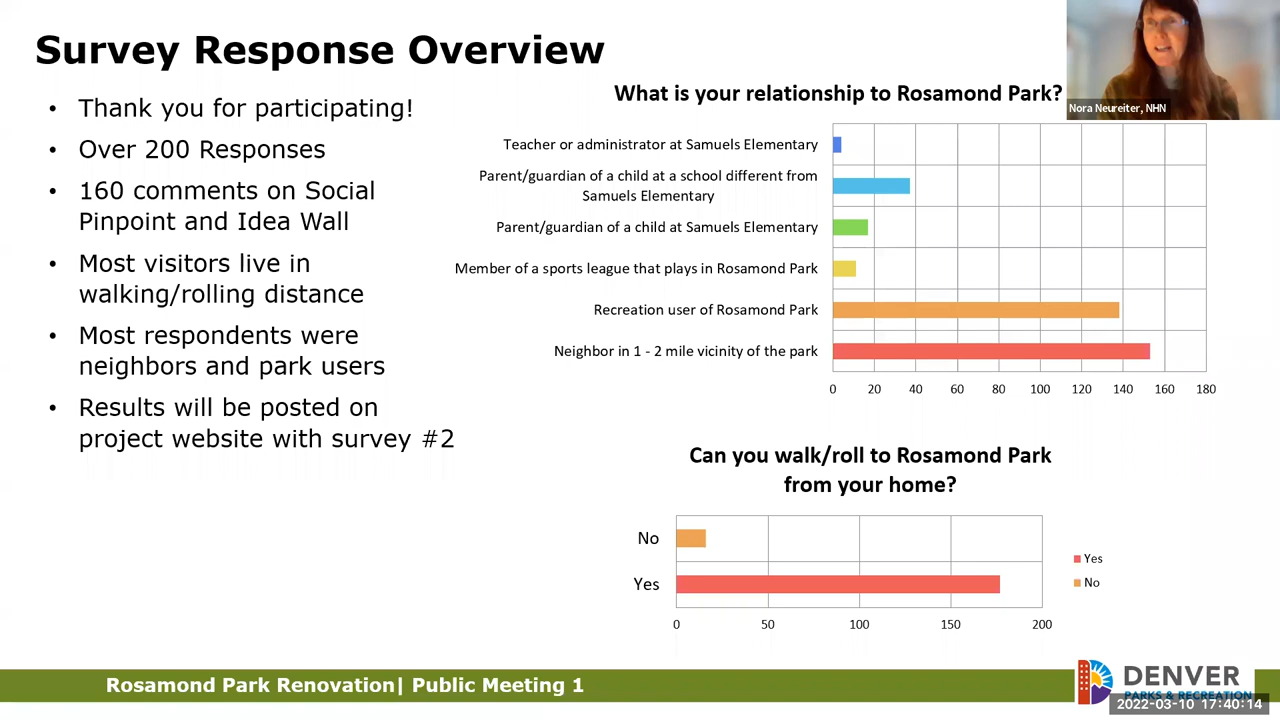 Survey Response Overview
• Thank you for participating!
• Over 200 Responses
• 160 comments on Social
Pinpoint and Idea Wall
• Most visitors live in
walking/rolling distance
• Most respondents were
neighbors and park users
• Results will be posted on
project website with survey #2
What is your relationship to Rosamond Park?
Nora Neureiter, NHN
Teacher or administrator at Samuels Elementary
Parent/guardian of a child at a school different from
Samuels Elementary
Parent/guardian of a child at Samuels Elementary
Member of a sports league that plays in Rosamond Park
Recreation user of Rosamond Park
Neighbor in 1 - 2 mile vicinity of the park
0 20 40 60 80 100 120 140 160 180
Can you walk/roll to Rosamond Park
from your home?
No
Yes
0 50 100 150 200
Yes
No
Rosamond Park Renovation| Public Meeting 1
DENVER
PARKS & RECREATION
2022-03-10 17:40:14